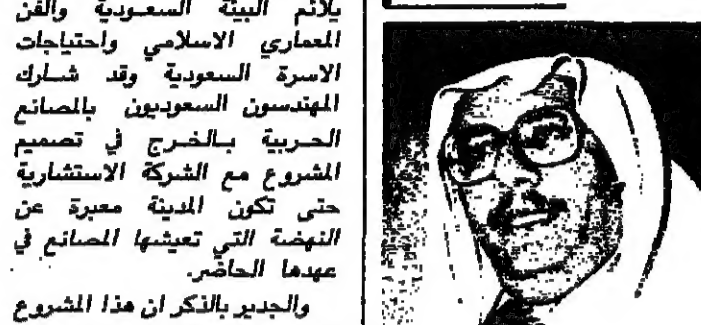 يلائم البيئة السعودية والفن
المعماري الاسلامي واحتياجات
الاسرة السعودية وقد شارك
المهندسون السعوديون بالمصانع
الحربية بالخرج في تصميم
المشروع مع الشركة الاستشارية
حتى تكون المدينة معبرة عن
النهضة التي تعيشها المصانع في
عهدها الحاضر.
والجدير بالذكر ان هذا المشروع